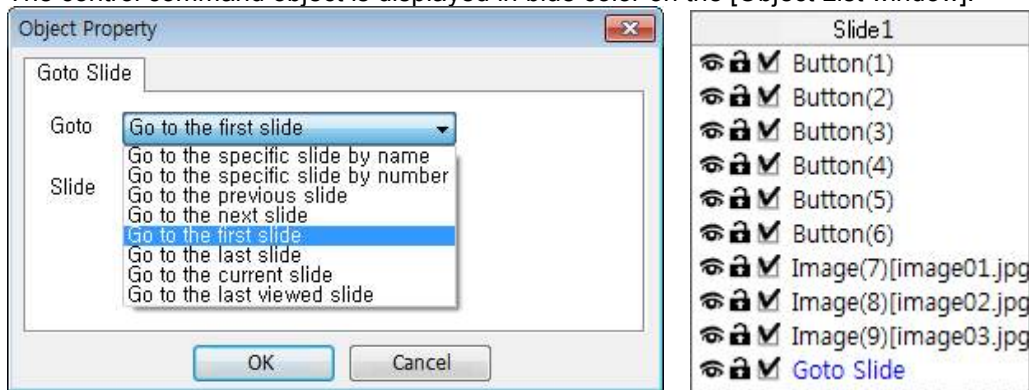 The control command object is displayed in blue color on the [Object List window].
Object Property
Goto Slide
Goto
Go to the first slide
Go to the specific slide by name
Go to the specific slide by number
Go to the previous slide
Go to the next slide
Go to the first slide
Go to the last slide
Go to the current slide
Go to the last viewed slide
Slide
OK
Cancel
Slide1
Button(1)
Button(2)
Button(3)
Button(4)
Button(5)
Button(6)
Image(7)[image01.jpg
Image(8)[image02.jpg
Image(9)[image03.jpg
Goto Slide